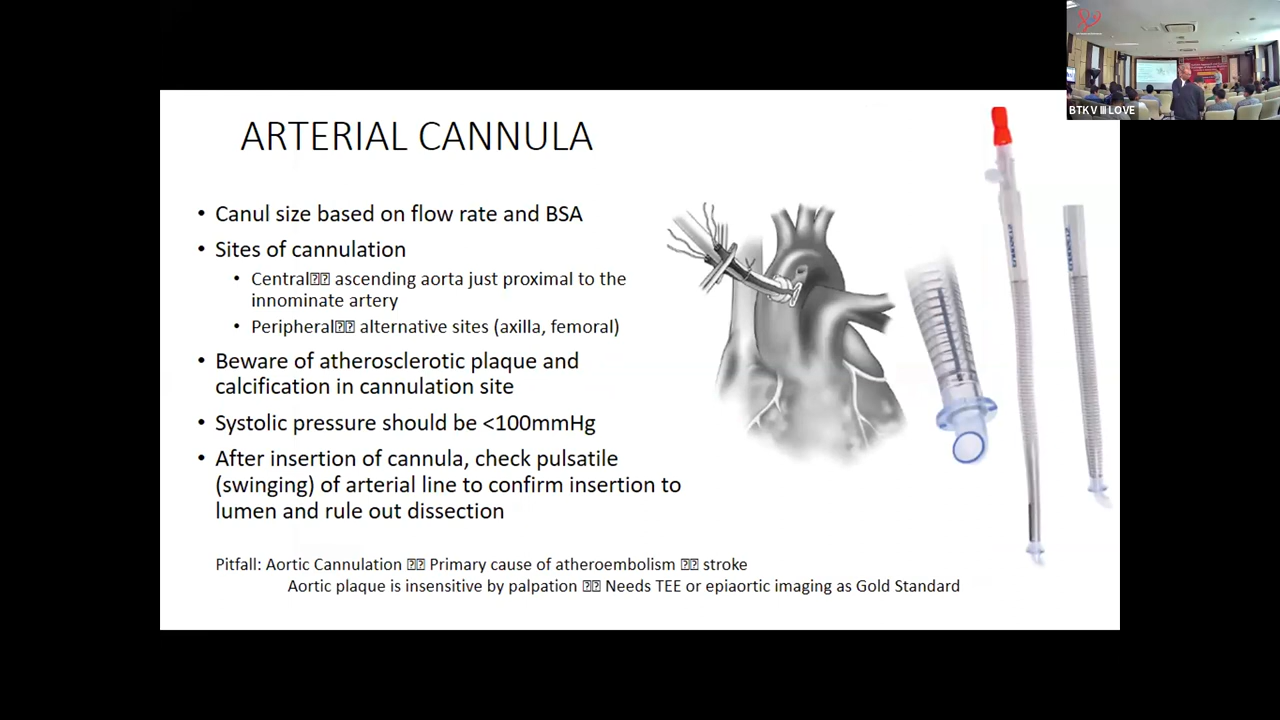 BTKV III LOVE
ARTERIAL CANNULA
• Canul size based on flow rate and BSA
• Sites of cannulation
• Central ascending aorta just proximal to the
innominate artery
• Peripheral alternative sites (axilla, femoral)
• Beware of atherosclerotic plaque and
calcification in cannulation site
• Systolic pressure should be <100mmHg
• After insertion of cannula, check pulsatile
(swinging) of arterial line to confirm insertion to
lumen and rule out dissection
Pitfall: Aortic Cannulation Primary cause of atheroembolism stroke
Aortic plaque is insensitive by palpation Needs TEE or epiaortic imaging as Gold Standard